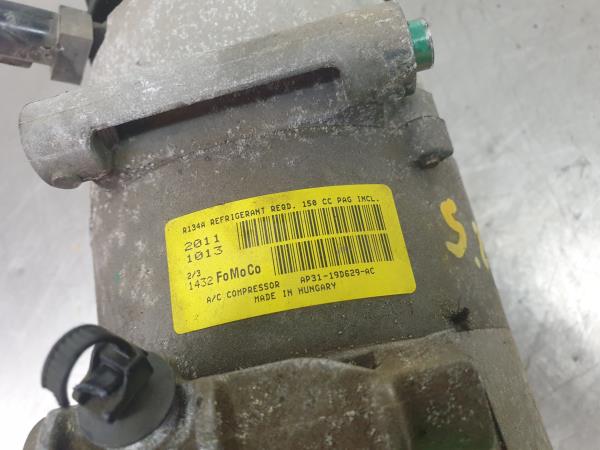 R134A REFRIGERANT REQD. 150 CC PAG INCL.
2011
1013
2/3
1432 FoMoCo AP31-19D629-AC
A/C COMPRESSOR
MADE IN HUNGARY